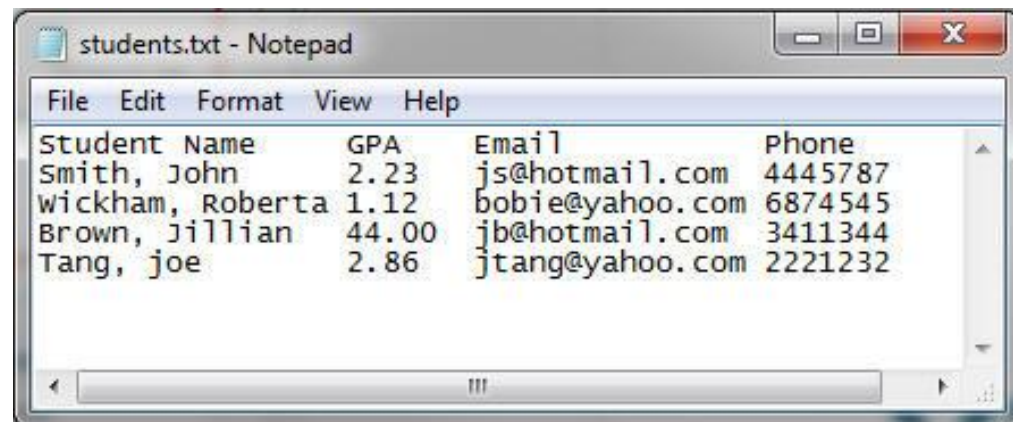 students.txt - Notepad
File Edit Format View Help
Student Name GPA Email Phone
Smith, John 2.23 js@hotmail.com 4445787
Wickham, Roberta 1.12 bobie@yahoo.com 6874545
Brown, Jillian 44.00 jb@hotmail.com 3411344
Tang, joe 2.86 jtang@yahoo.com 2221232